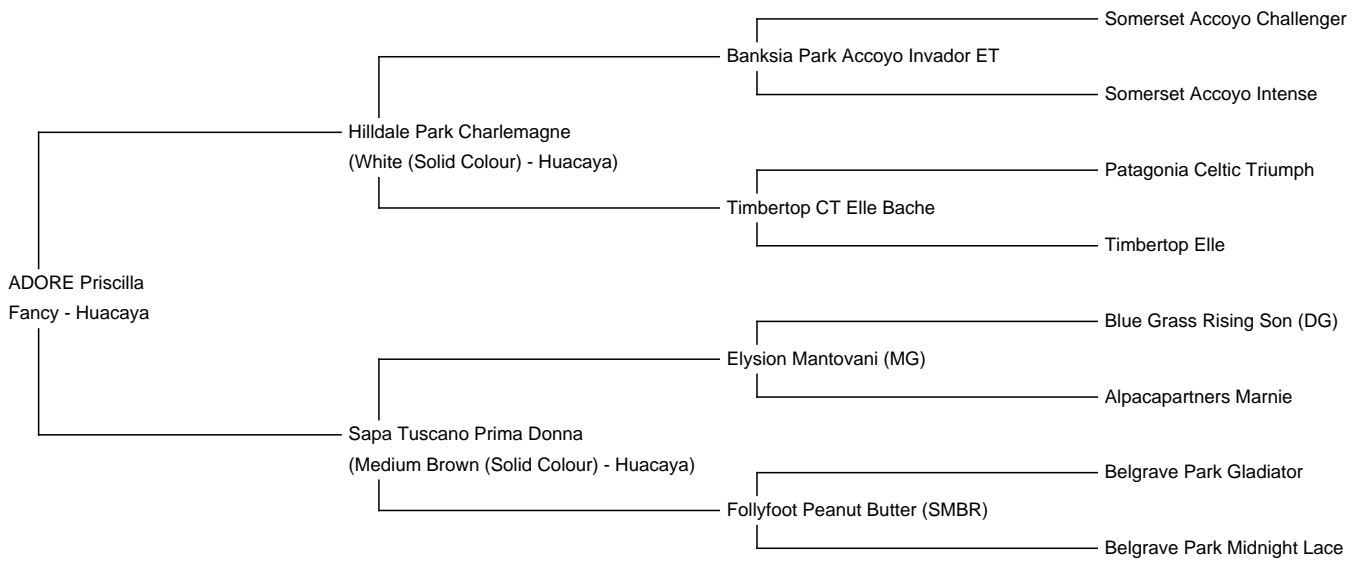 Somerset Accoyo Challenger
Banksia Park Accoyo Invador ET
Somerset Accoyo Intense
Hilldale Park Charlemagne
(White (Solid Colour) - Huacaya)
Patagonia Celtic Triumph
Timbertop CT Elle Bache
Timbertop Elle
ADORE Priscilla
Fancy - Huacaya
Blue Grass Rising Son (DG)
Elysion Mantovani (MG)
Alpacapartners Marnie
Sapa Tuscano Prima Donna
(Medium Brown (Solid Colour) - Huacaya)
Belgrave Park Gladiator
Follyfoot Peanut Butter (SMBR)
Belgrave Park Midnight Lace